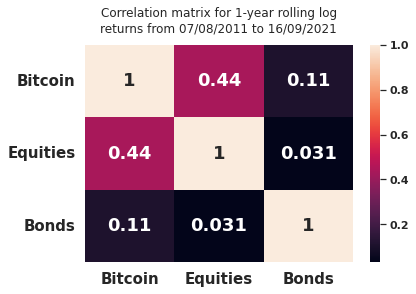 Correlation matrix for 1-year rolling log
returns from 07/08/2011 to 16/09/2021
Bitcoin 1 0.44 0.11
Equities 0.44 1 0.031
Bonds 0.11 0.031 1
Bitcoin Equities Bonds
1.0
0.8
0.6
0.4
0.2